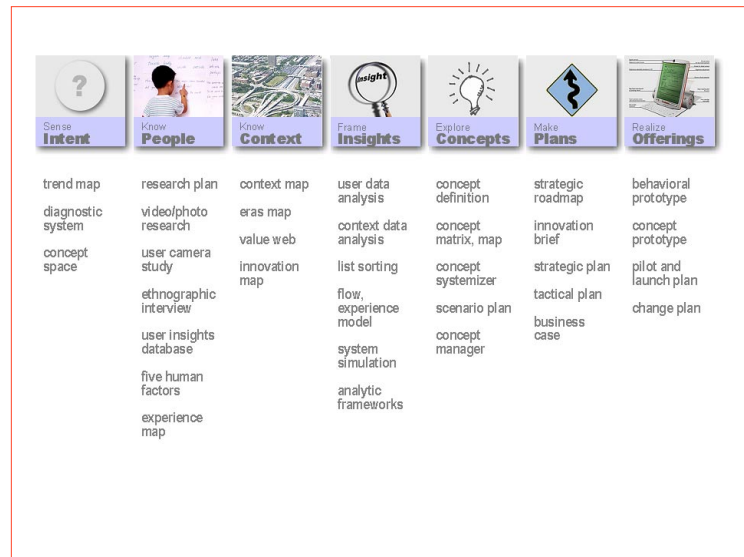 ?
Sense
Intent
trend map
diagnostic
system
concept
space
Know
People
research plan
video/photo
research
user camera
study
ethnographic
interview
user insights
database
five human
factors
experience
map
Know
Context
context map
eras map
value web
innovation
map
insight
Frame
Insights
user data
analysis
context data
analysis
list sorting
flow,
experience
model
system
simulation
analytic
frameworks
Explore
Concepts
concept
definition
concept
matrix, map
concept
systemizer
scenario plan
concept
manager
Make
Plans
strategic
roadmap
innovation
brief
strategic plan
tactical plan
business
case
Realize
Offerings
behavioral
prototype
concept
prototype
pilot and
launch plan
change plan